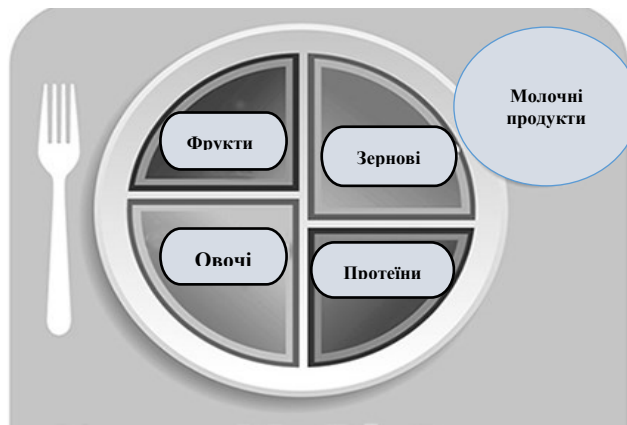 Молочні
продукти
Фрукти
Зернові
Овочі
Протеїни